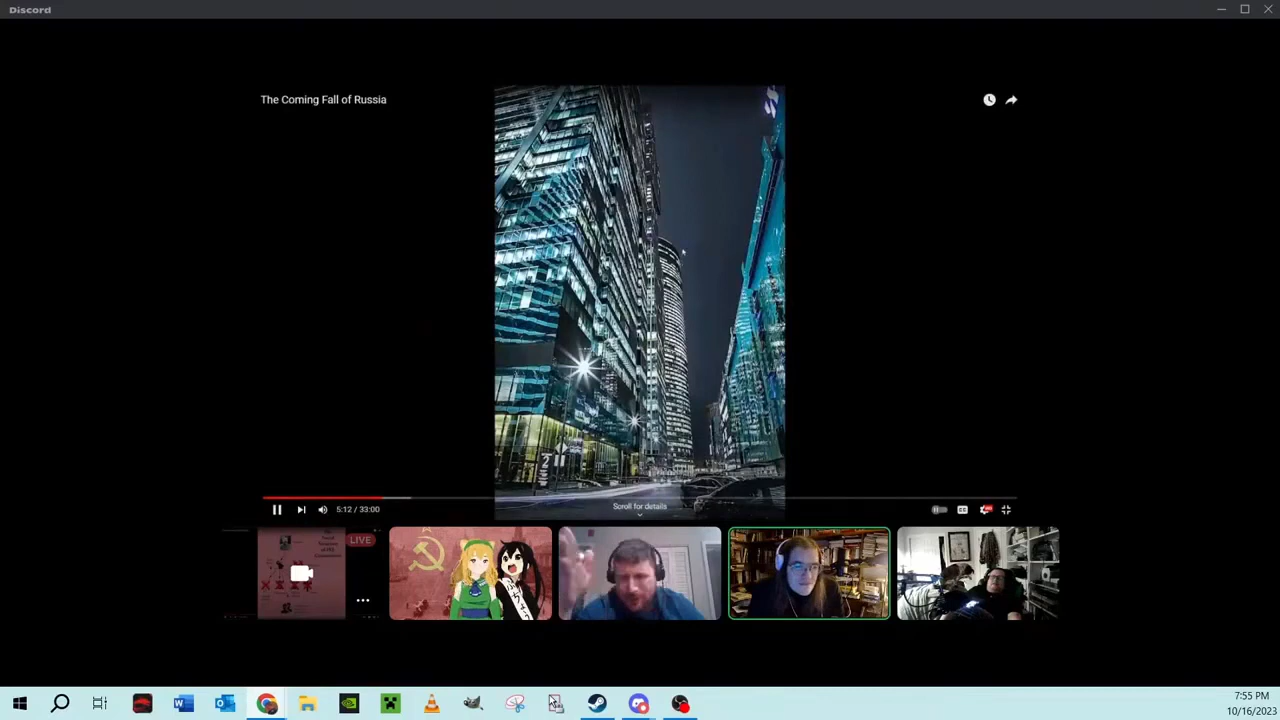 Discord
The Coming Fall of Russia
5:12 / 33:00
Scroll for details
CC
LIVE
7:55 PM
10/16/2023